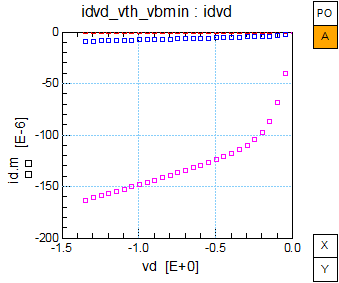 idvd_vth_vbmin : idvd
PO
A
0
-50
-100
-150
-200
id.m [E-6]
-1.5
-1.0
-0.5
0.0
vd [E+0]
X
Y